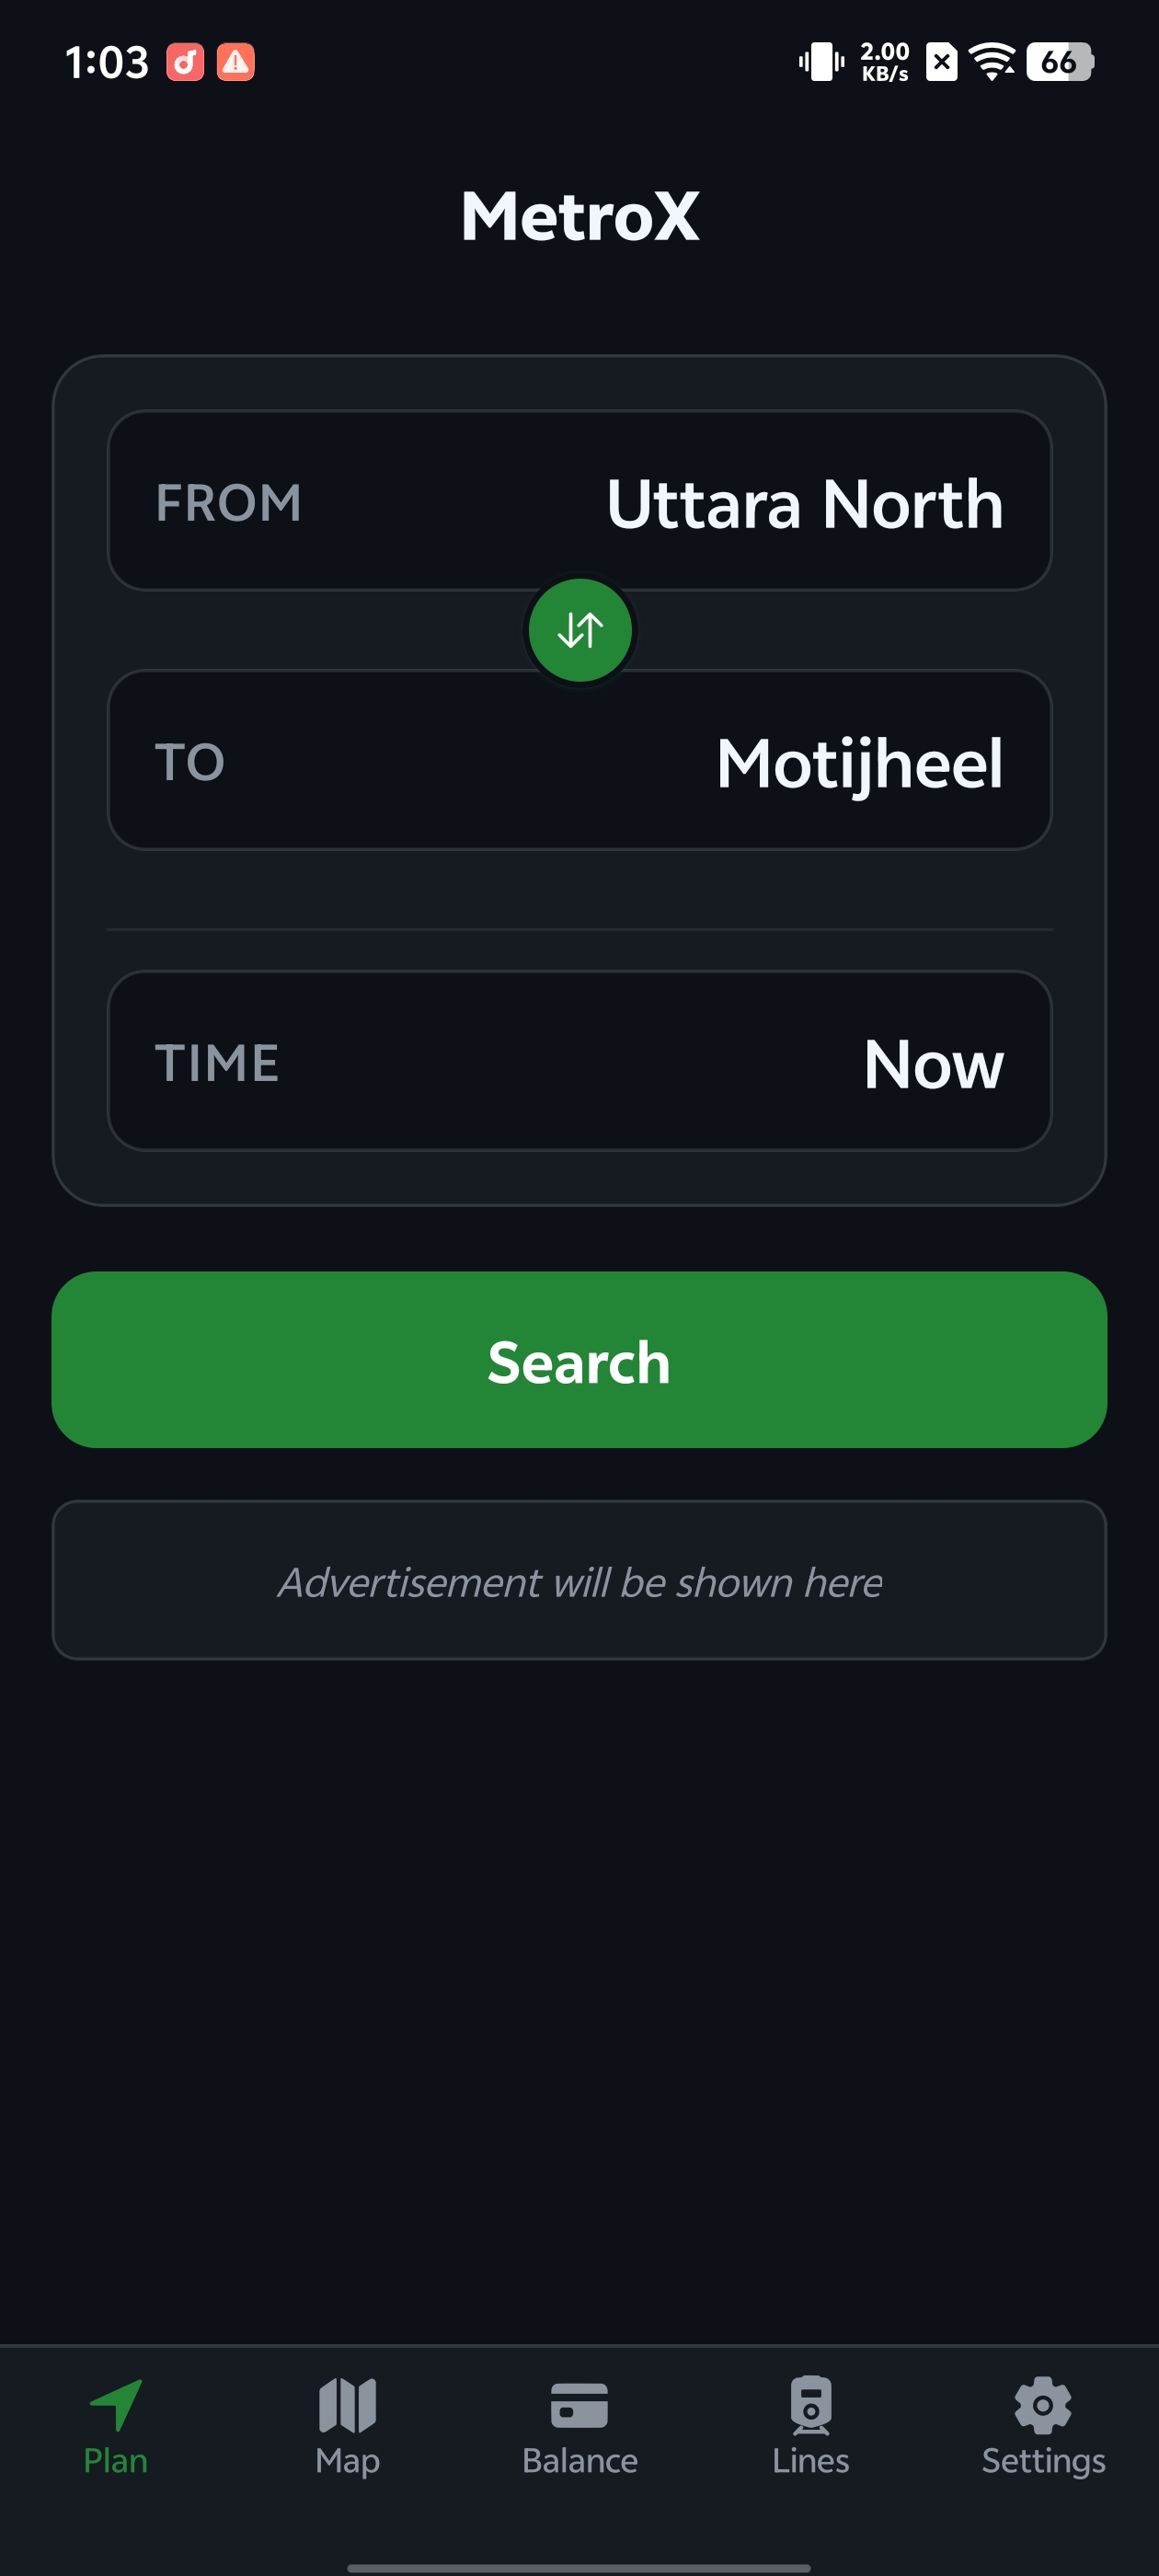 1:03
2.00
KB/s
66
MetroX
FROM
Uttara North
TO
Motijheel
TIME
Now
Search
Advertisement will be shown here
Plan
Map
Balance
Lines
Settings